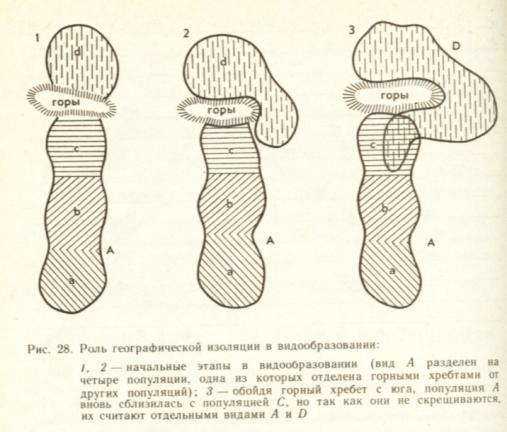 1
2
3
d
d
D
горы
горы
горы
c
c
c
b
b
b
A
A
A
a
a
a
Рис. 28. Роль географической изоляции в видообразовании:
1, 2 — начальные этапы в видообразовании (вид A разделен на
четыре популяции, одна из которых отделена горными хребтами от
других популяций); 3 — обойдя горный хребет с юга, популяция A
вновь сблизилась с популяцией C, но так как они не скрещиваются,
их считают отдельными видами A и D